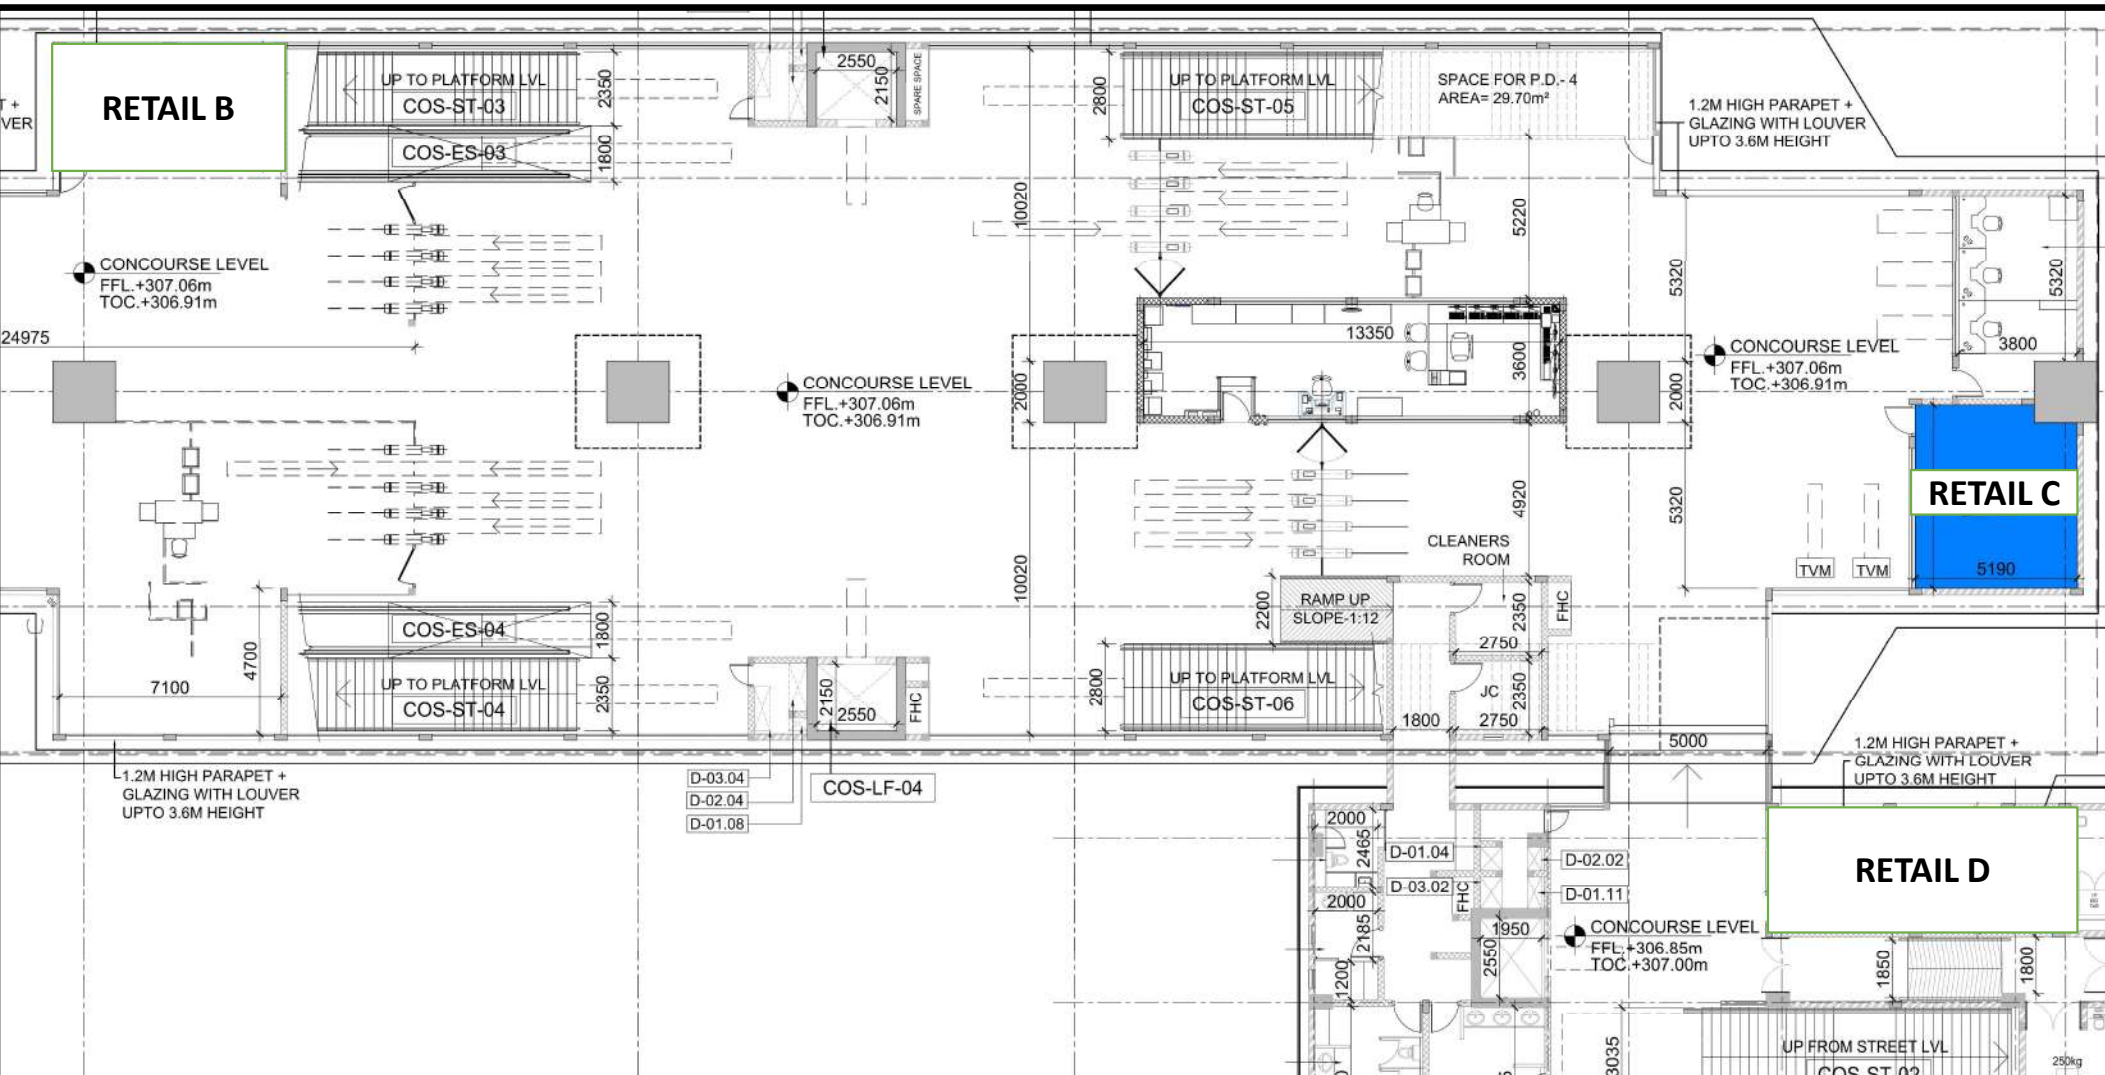 RETAIL B
T +
VER
UP TO PLATFORM LVL
COS-ST-03
2350
COS-ES-03
1800
2550
2150
SPARE SPACE
2800
UP TO PLATFORM LVL
COS-ST-05
SPACE FOR P.D.- 4
AREA= 29.70m²
1.2M HIGH PARAPET +
GLAZING WITH LOUVER
UPTO 3.6M HEIGHT
10020
5220
5320
5320
CONCOURSE LEVEL
FFL.+307.06m
TOC.+306.91m
24975
CONCOURSE LEVEL
FFL.+307.06m
TOC.+306.91m
2000
13350
3600
2000
CONCOURSE LEVEL
FFL.+307.06m
TOC.+306.91m
3800
RETAIL C
5190
5320
4920
CLEANERS
ROOM
TVM
TVM
10020
2200
RAMP UP
SLOPE-1:12
2350
FHC
2750
COS-ES-04
1800
4700
7100
UP TO PLATFORM LVL
COS-ST-04
2350
2150
2550
FHC
2800
UP TO PLATFORM LVL
COS-ST-06
JC
2350
1800
2750
5000
1.2M HIGH PARAPET +
GLAZING WITH LOUVER
UPTO 3.6M HEIGHT
D-03.04
D-02.04
D-01.08
COS-LF-04
1.2M HIGH PARAPET +
GLAZING WITH LOUVER
UPTO 3.6M HEIGHT
2000
2465
D-01.04
D-03.02
FHC
D-02.02
D-01.11
RETAIL D
2000
2185
1200
1950
2550
CONCOURSE LEVEL
FFL.+306.85m
TOC.+307.00m
1850
1800
3035
UP FROM STREET LVL
COS-ST-02
250kg